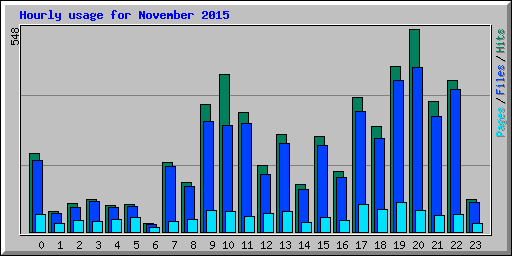 Hourly usage for November 2015
548
Pages / Files / Hits
0 1 2 3 4 5 6 7 8 9 10 11 12 13 14 15 16 17 18 19 20 21 22 23